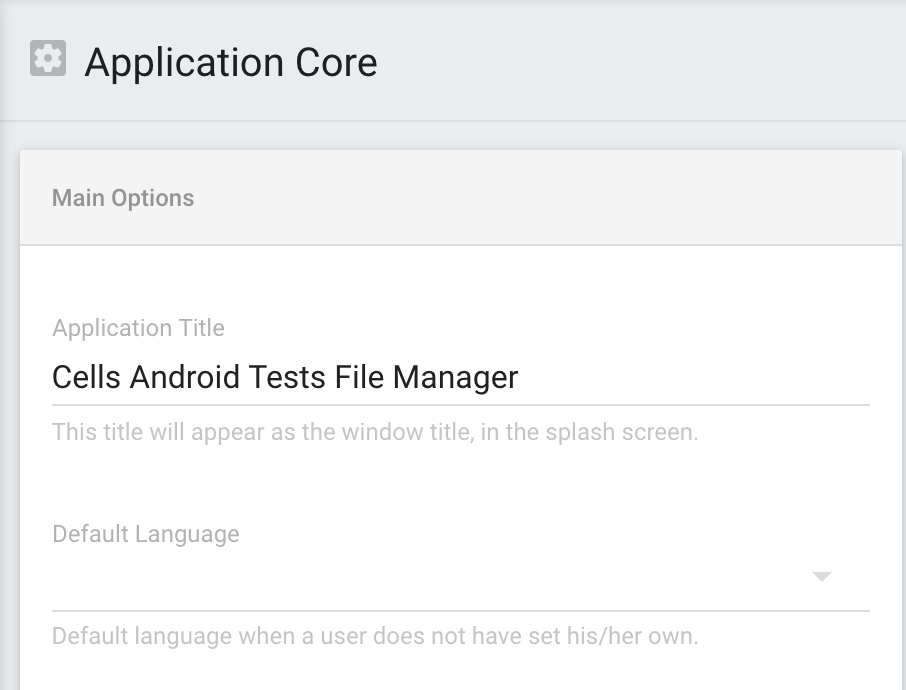 Application Core
Main Options
Application Title
Cells Android Tests File Manager
This title will appear as the window title, in the splash screen.
Default Language
Default language when a user does not have set his/her own.